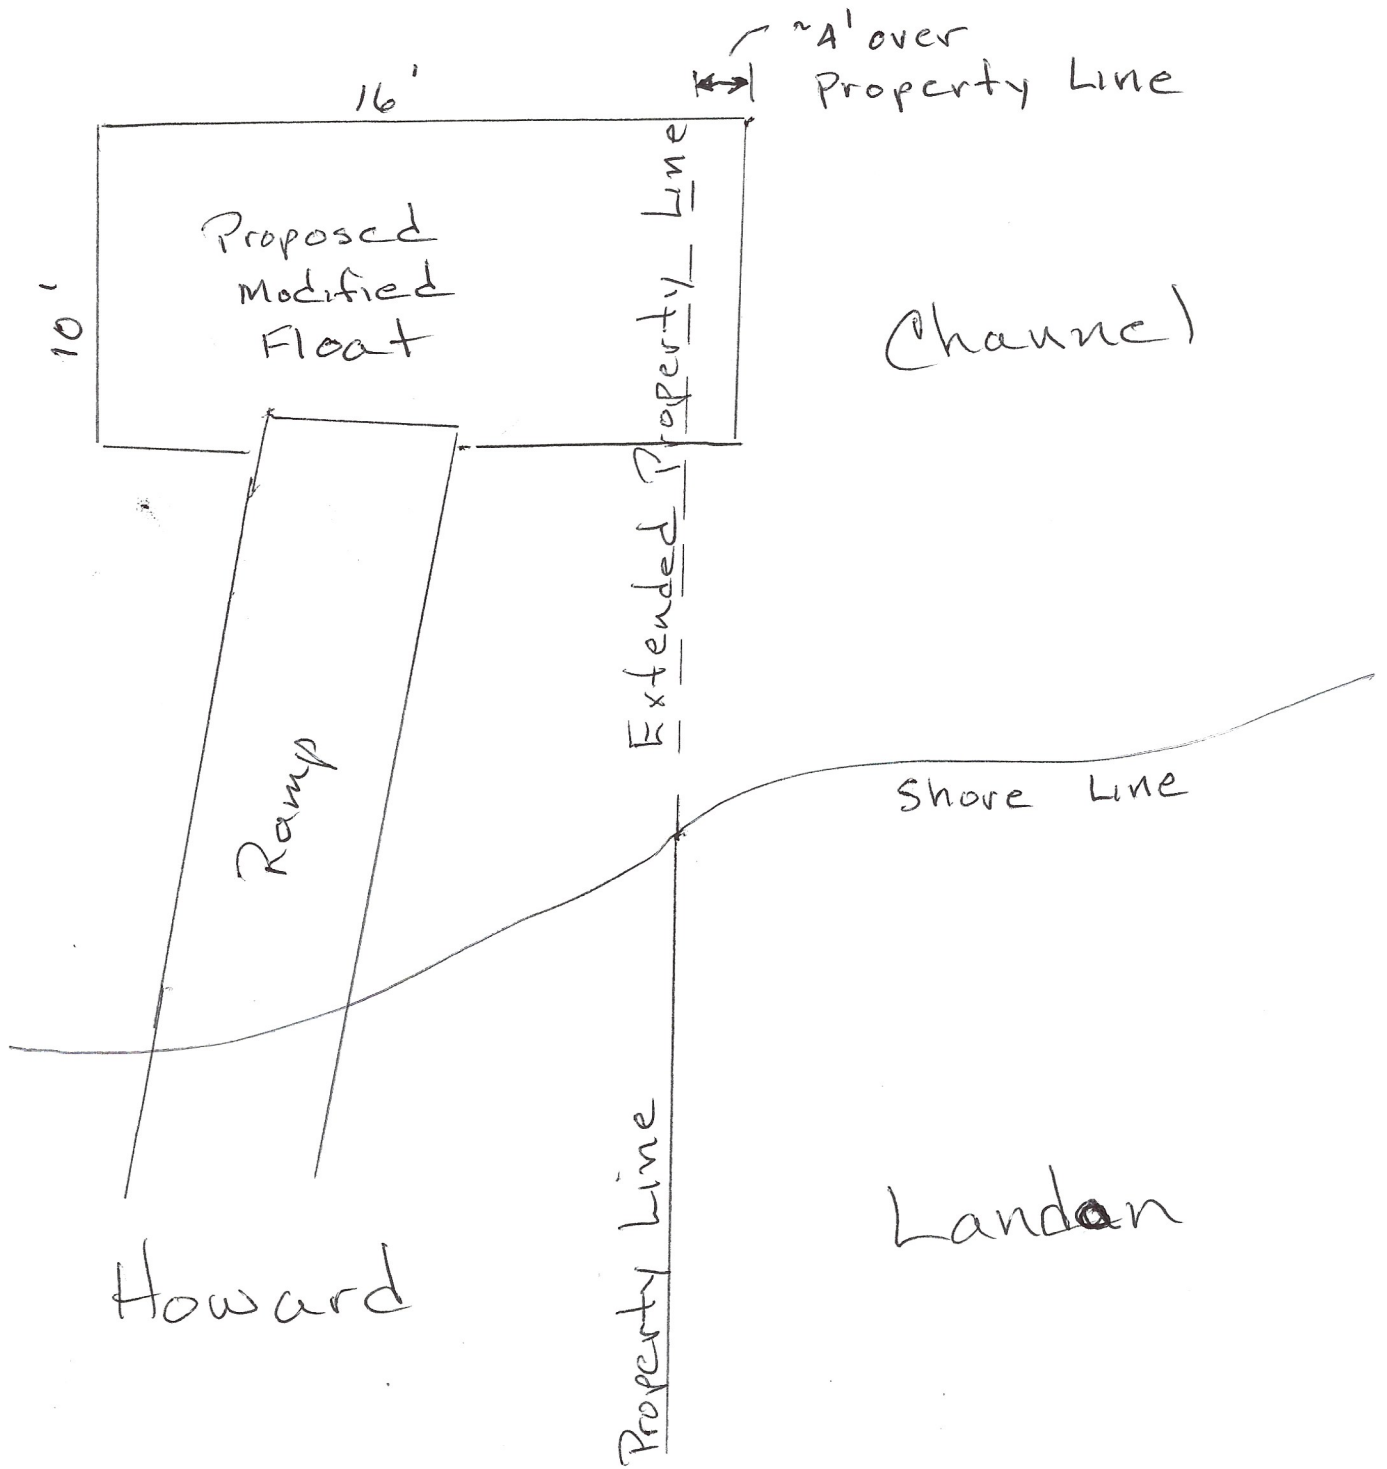 ~4' over
Property Line
16'
Proposed
Modified
Float
10'
Extended Property Line
Channel
Ramp
Shore Line
Property Line
Landon
Howard